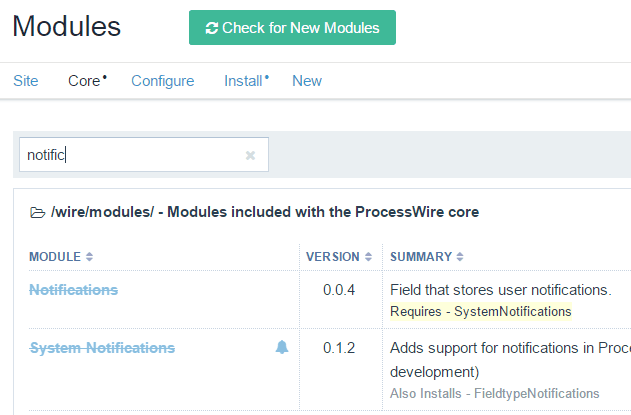 Modules
Check for New Modules
Site Core Configure Install New
notific
/wire/modules/ - Modules included with the ProcessWire core
MODULE VERSION SUMMARY
Notifications 0.0.4 Field that stores user notifications.
Requires - SystemNotifications
System Notifications 0.1.2 Adds support for notifications in Proc
development)
Also Installs - FieldtypeNotifications